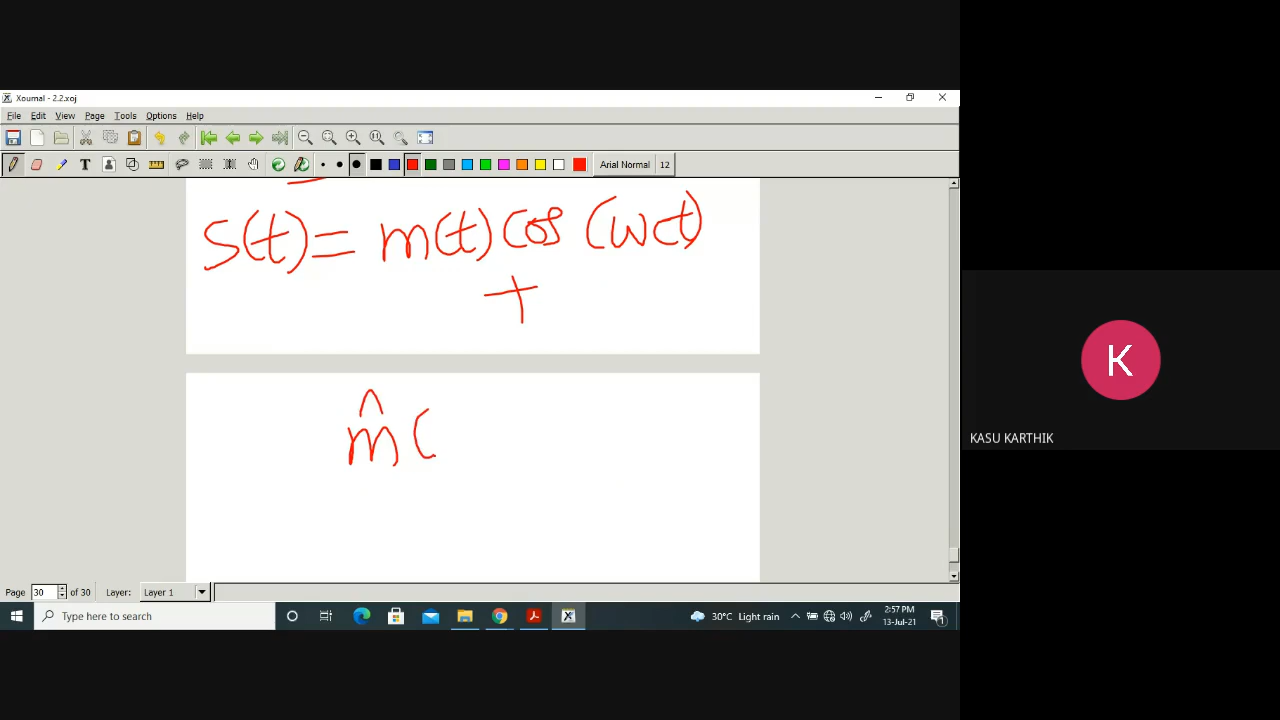 Xournal - 2.2.xoj
File Edit View Page Tools Options Help
Arial Normal 12
S(t) = m(t) cos (wct)
+
m̂(
K
KASU KARTHIK
Page 30 of 30 Layer: Layer 1
Type here to search
30°C Light rain
2:57 PM
13-Jul-21
1